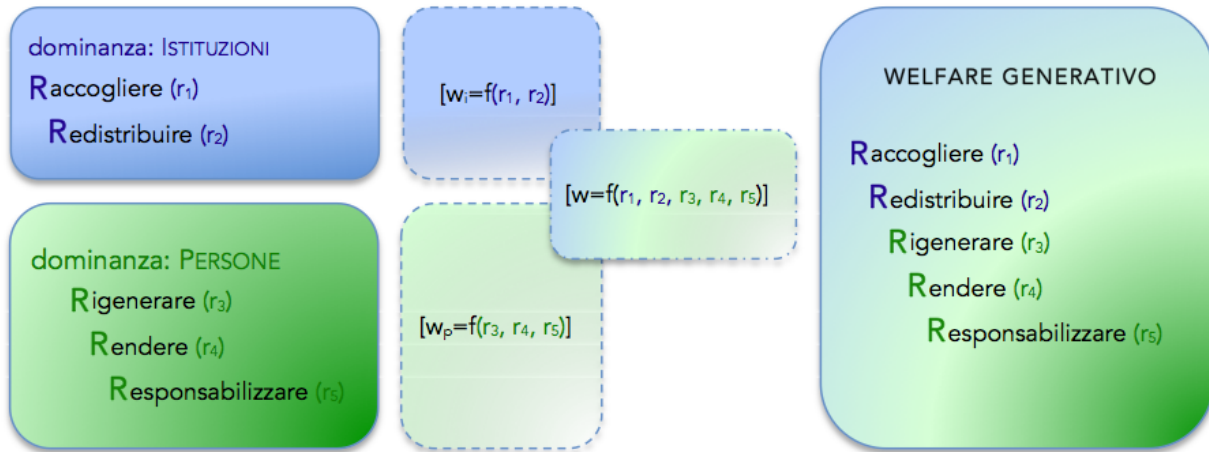 dominanza: ISTITUZIONI
Raccogliere (r₁)
Redistribuire (r₂)
dominanza: PERSONE
Rigenerare (r₃)
Rendere (r₄)
Responsabilizzare (r₅)
[wᵢ=f(r₁, r₂)]
[w=f(r₁, r₂, r₃, r₄, r₅)]
[wₚ=f(r₃, r₄, r₅)]
WELFARE GENERATIVO
Raccogliere (r₁)
Redistribuire (r₂)
Rigenerare (r₃)
Rendere (r₄)
Responsabilizzare (r₅)